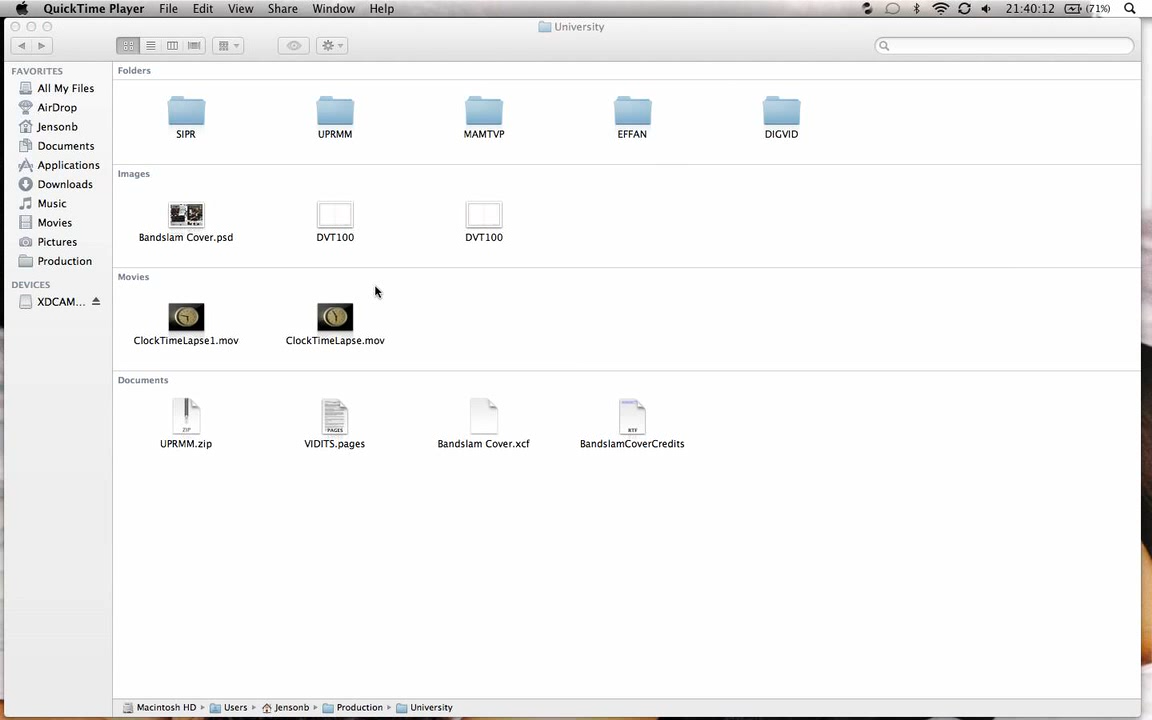 QuickTime Player File Edit View Share Window Help 21:40:12 (71%)
University
FAVORITES
All My Files
AirDrop
Jensonb
Documents
Applications
Downloads
Music
Movies
Pictures
Production
DEVICES
XDCAM...
Folders
SIPR UPRMM MAMTVP EFFAN DIGVID
Images
Bandslam Cover.psd DVT100 DVT100
Movies
ClockTimeLapse1.mov ClockTimeLapse.mov
Documents
ZIP PAGES RTF
UPRMM.zip VIDITS.pages Bandslam Cover.xcf BandslamCoverCredits
Macintosh HD Users Jensonb Production University